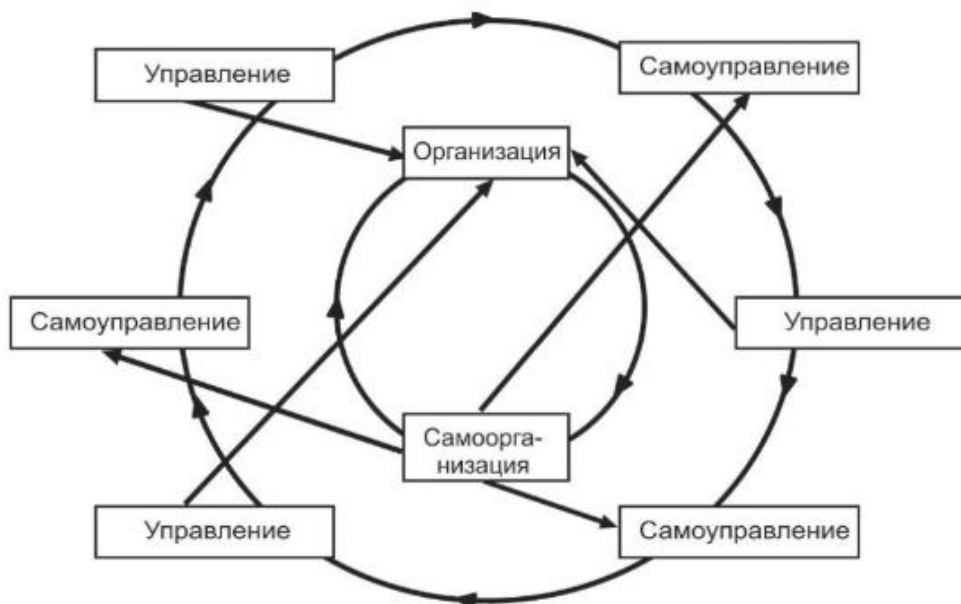 Управление
Самоуправление
Организация
Самоуправление
Управление
Самоорга-
низация
Управление
Самоуправление